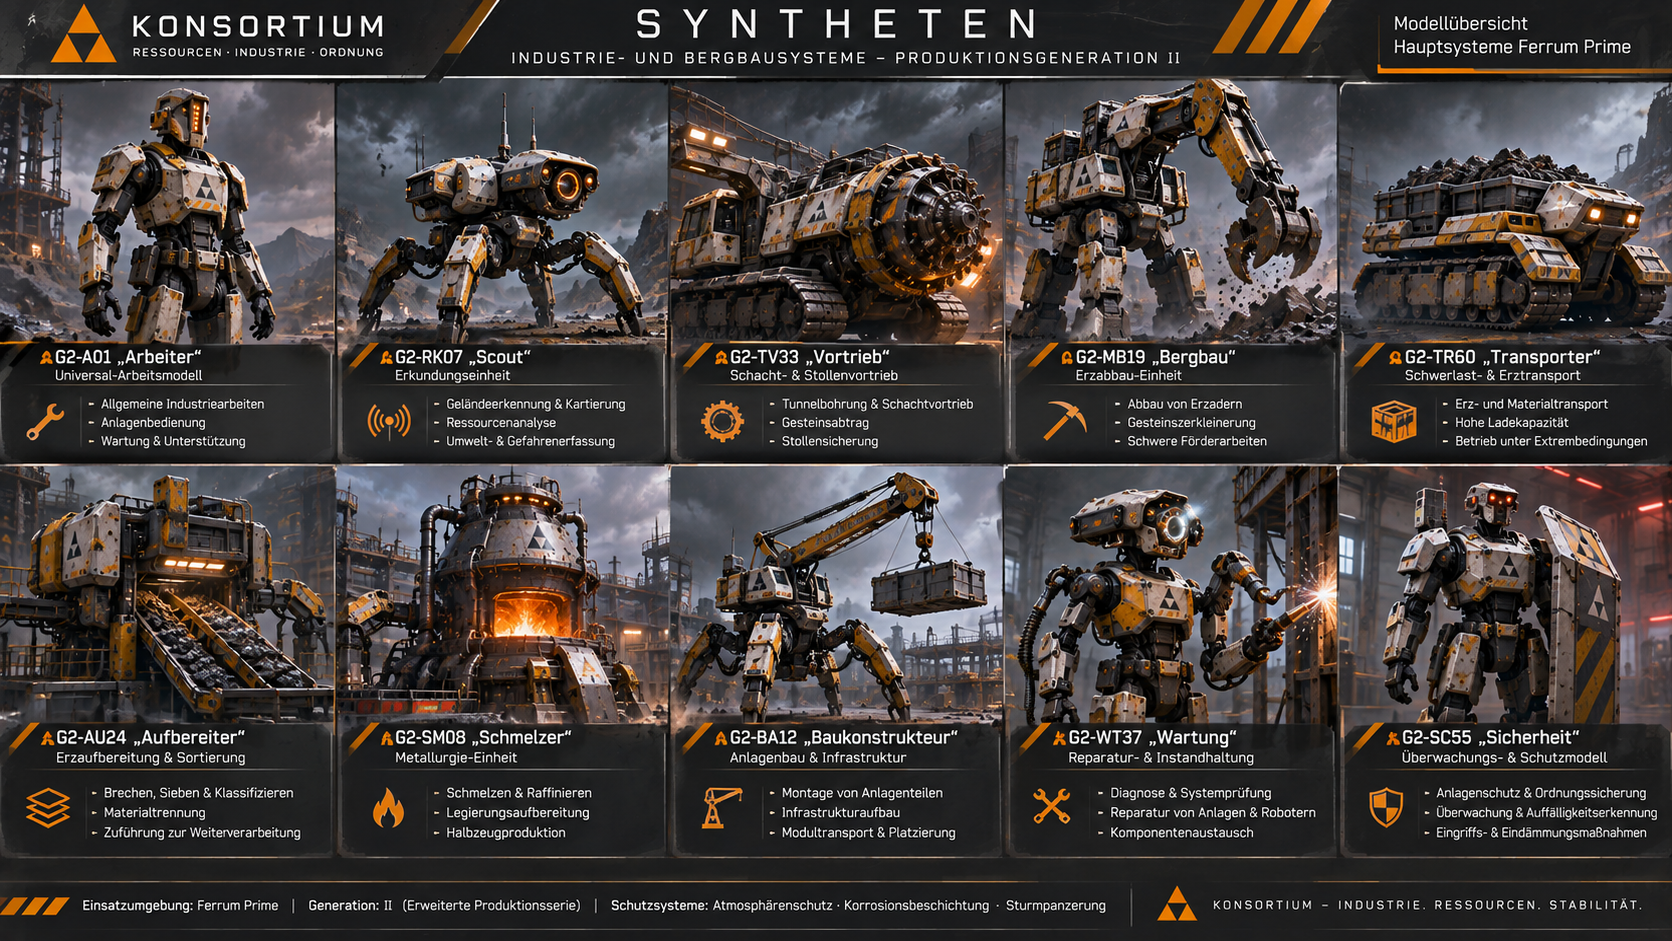 KONSORTIUM
RESSOURCEN · INDUSTRIE · ORDNUNG
SYNTHETEN
INDUSTRIE- UND BERGBAUSYSTEME – PRODUKTIONSGENERATION II
Modellübersicht
Hauptsysteme Ferrum Prime
G2-A01 „Arbeiter“
Universal-Arbeitsmodell
- Allgemeine Industriearbeiten
- Anlagenbedienung
- Wartung & Unterstützung
G2-RK07 „Scout“
Erkundungseinheit
- Geländeerkennung & Kartierung
- Ressourcenanalyse
- Umwelt- & Gefahrenerfassung
G2-TV33 „Vortrieb“
Schacht- & Stollenvortrieb
- Tunnelbohrung & Schachtvortrieb
- Gesteinsabtrag
- Stollensicherung
G2-MB19 „Bergbau“
Erzabbau-Einheit
- Abbau von Erzadern
- Gesteinszerkleinerung
- Schwere Förderarbeiten
G2-TR60 „Transporter“
Schwerlast- & Erztransport
- Erz- und Materialtransport
- Hohe Ladekapazität
- Betrieb unter Extrembedingungen
G2-AU24 „Aufbereiter“
Erzaufbereitung & Sortierung
- Brechen, Sieben & Klassifizieren
- Materialtrennung
- Zuführung zur Weiterverarbeitung
G2-SM08 „Schmelzer“
Metallurgie-Einheit
- Schmelzen & Raffinieren
- Legierungsaufbereitung
- Halbzeugproduktion
G2-BA12 „Baukonstrukteur“
Anlagenbau & Infrastruktur
- Montage von Anlagenteilen
- Infrastrukturaufbau
- Modultransport & Platzierung
G2-WT37 „Wartung“
Reparatur- & Instandhaltung
- Diagnose & Systemprüfung
- Reparatur von Anlagen & Robotern
- Komponentenaustausch
G2-SC55 „Sicherheit“
Überwachungs- & Schutzmodell
- Anlagenschutz & Ordnungssicherung
- Überwachung & Auffälligkeitserkennung
- Eingriffs- & Eindämmungsmaßnahmen
Einsatzumgebung: Ferrum Prime | Generation: II (Erweiterte Produktionsserie) | Schutzsysteme: Atmosphärenschutz · Korrosionsbeschichtung · Sturmpanzerung
KONSORTIUM – INDUSTRIE. RESSOURCEN. STABILITÄT.